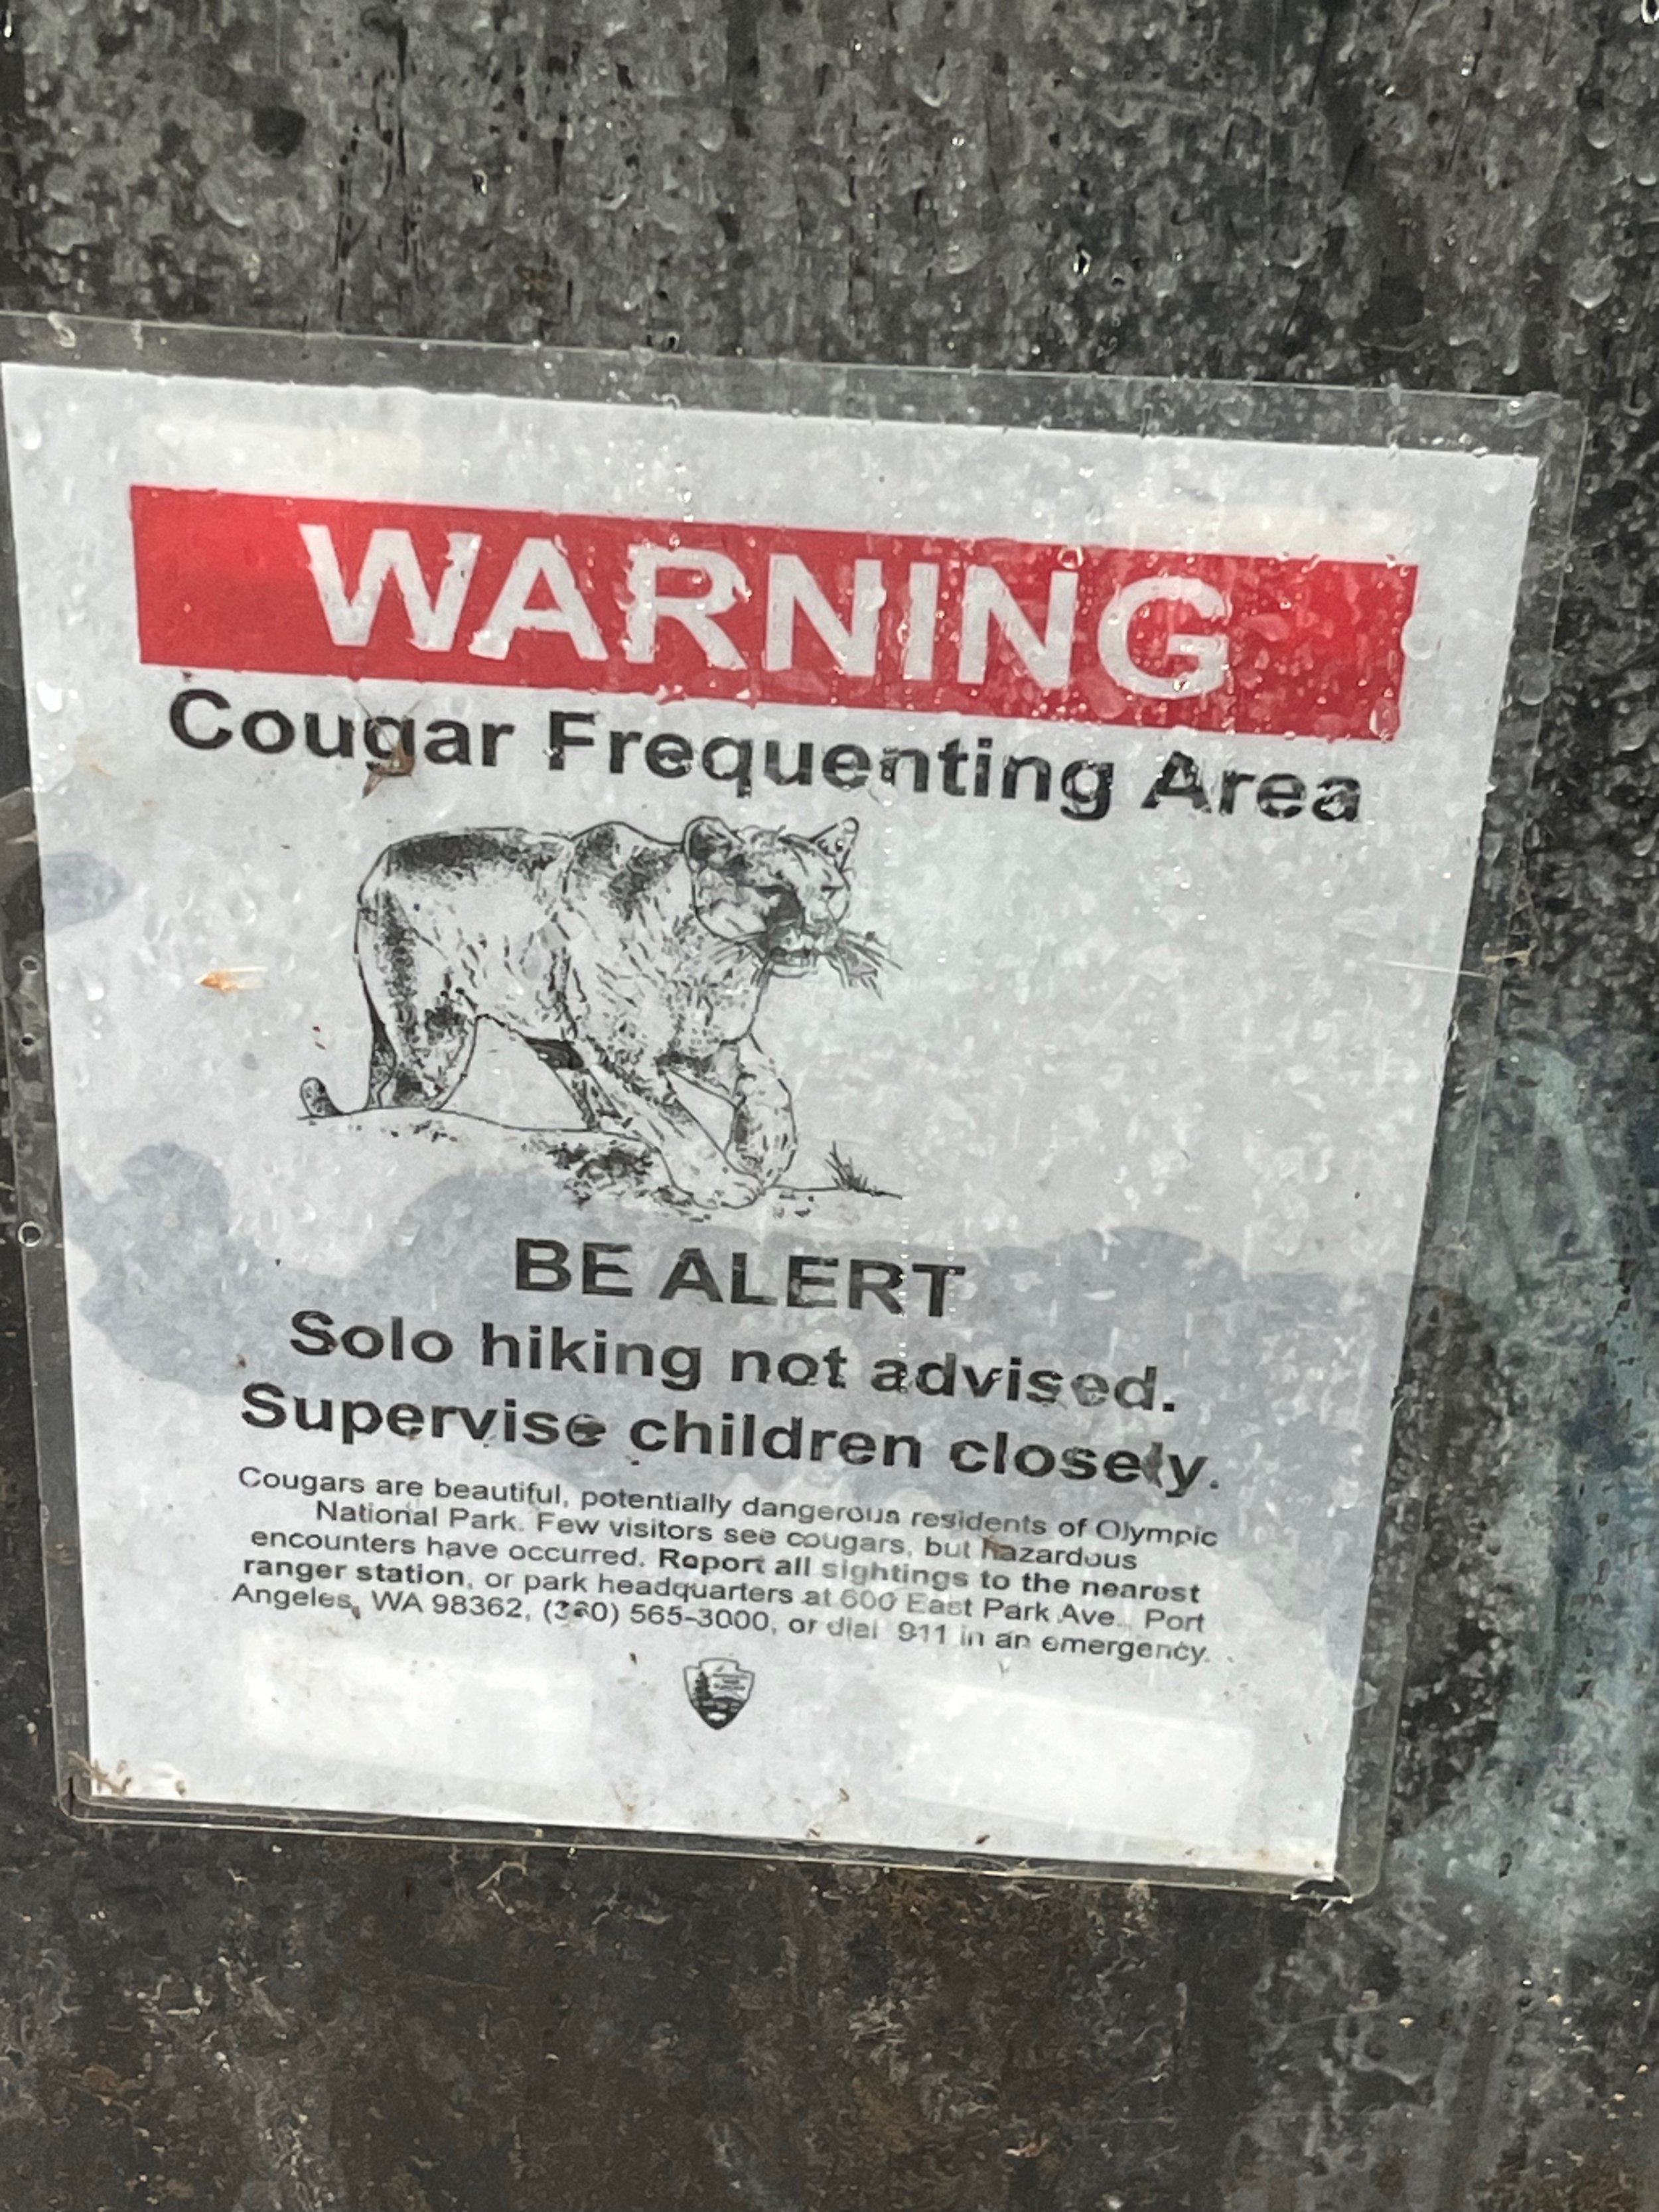 WARNING
Cougar Frequenting Area
BE ALERT
Solo hiking not advised.
Supervise children closely.
Cougars are beautiful, potentially dangerous residents of Olympic
National Park. Few visitors see cougars, but hazardous
encounters have occurred. Report all sightings to the nearest
ranger station, or park headquarters at 600 East Park Ave., Port
Angeles, WA 98362, (360) 565-3000, or dial 911 in an emergency.